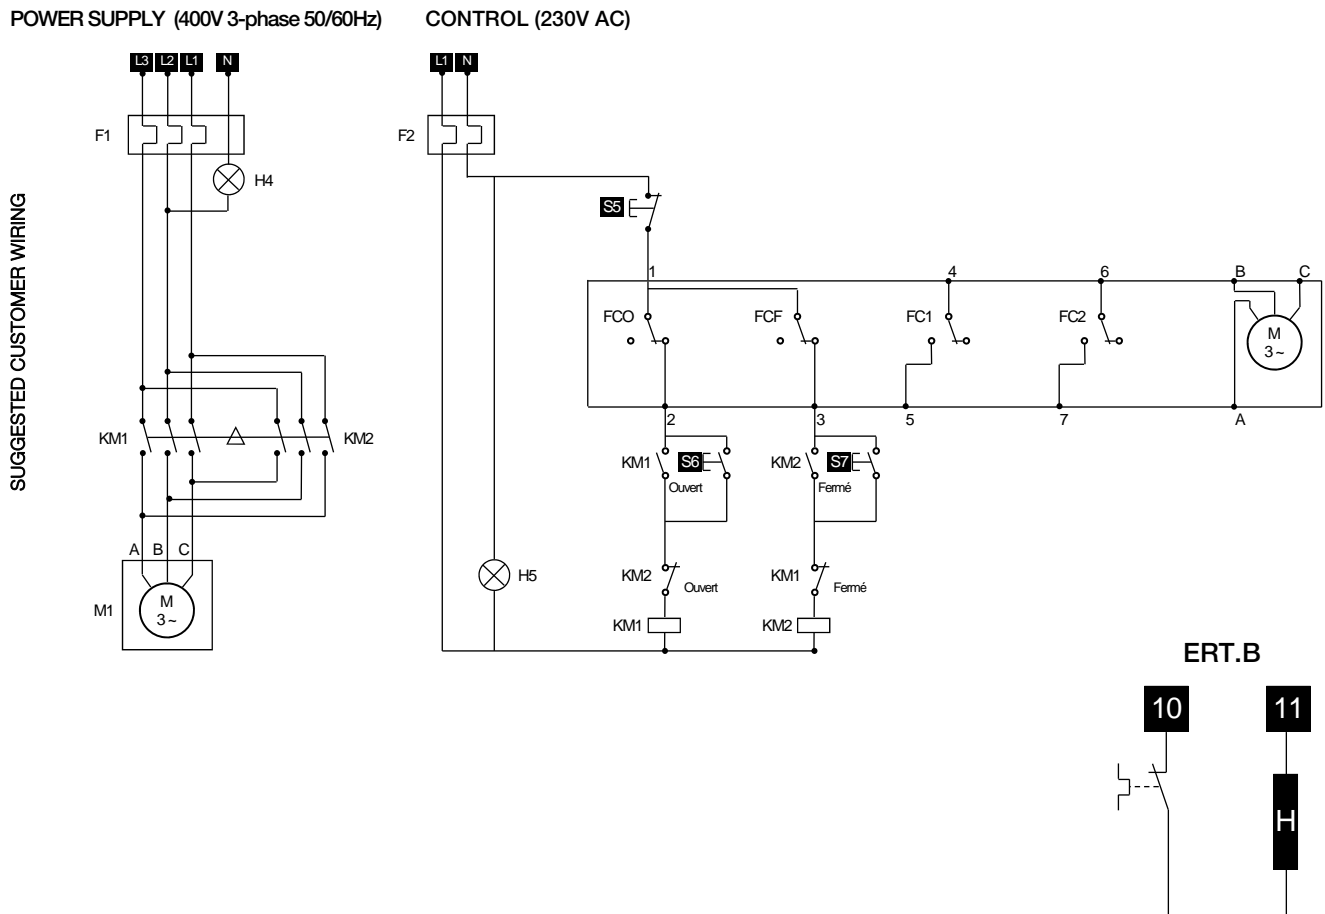 POWER SUPPLY (400V 3-phase 50/60Hz)
CONTROL (230V AC)
L3 L2 L1 N
L1 N
F1
F2
H4
S5
SUGGESTED CUSTOMER WIRING
1 4 6 B C
FCO FCF FC1 FC2
M
3~
KM1 KM2
2 3 5 7 A
KM1 S6 KM2 S7
Ouvert Fermé
A B C
M1
M
3~
H5
KM2 Ouvert
KM1 Fermé
KM1 KM2
ERT.B
10 11
H